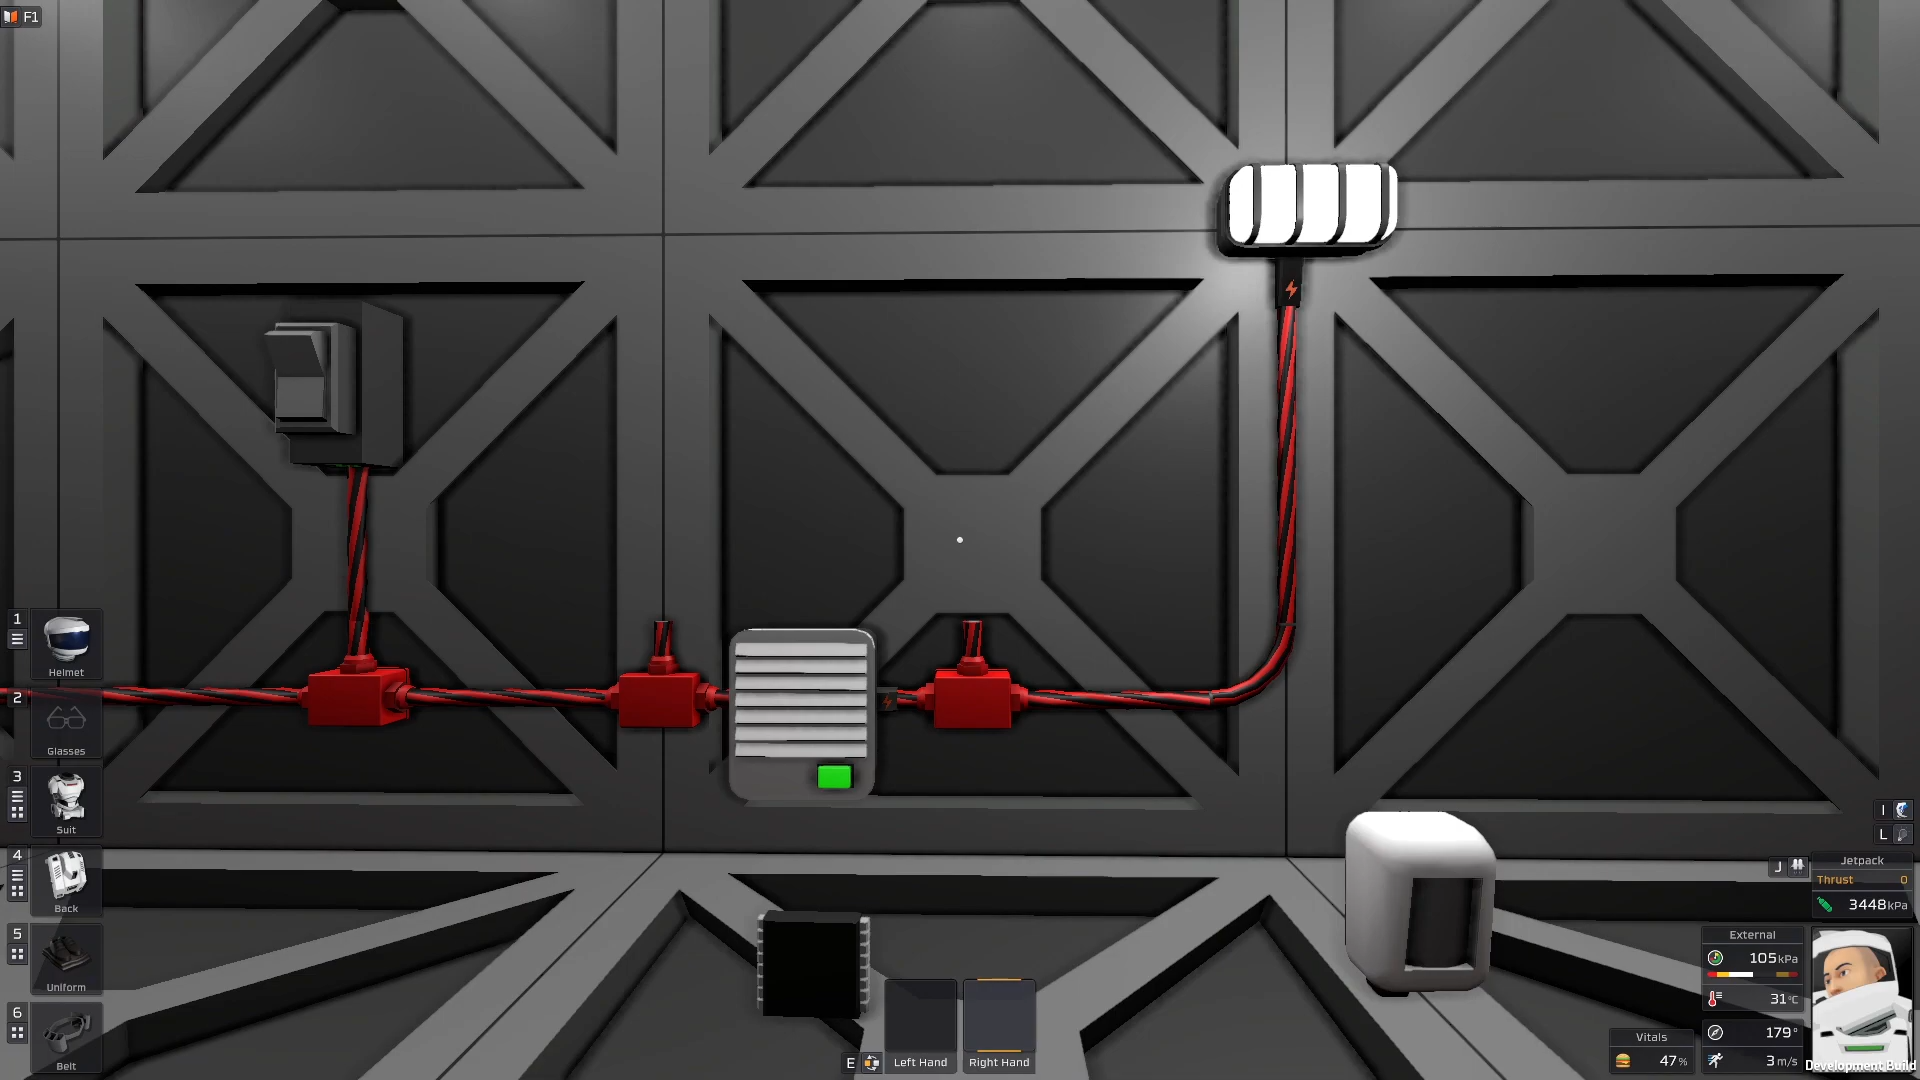 F1
1
Helmet
2
Glasses
3
Suit
4
Back
5
Uniform
6
Belt
E
Left Hand
Right Hand
I
L
J
Jetpack
Thrust 0
3448kPa
External
105kPa
31°C
179°
3m/s
Vitals
47%
Development Build